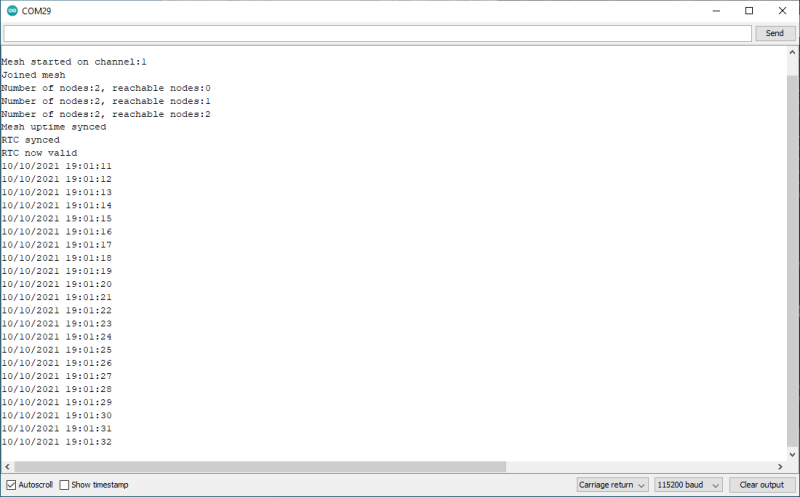 COM29
Send
Mesh started on channel:1
Joined mesh
Number of nodes:2, reachable nodes:0
Number of nodes:2, reachable nodes:1
Number of nodes:2, reachable nodes:2
Mesh uptime synced
RTC synced
RTC now valid
10/10/2021 19:01:11
10/10/2021 19:01:12
10/10/2021 19:01:13
10/10/2021 19:01:14
10/10/2021 19:01:15
10/10/2021 19:01:16
10/10/2021 19:01:17
10/10/2021 19:01:18
10/10/2021 19:01:19
10/10/2021 19:01:20
10/10/2021 19:01:21
10/10/2021 19:01:22
10/10/2021 19:01:23
10/10/2021 19:01:24
10/10/2021 19:01:25
10/10/2021 19:01:26
10/10/2021 19:01:27
10/10/2021 19:01:28
10/10/2021 19:01:29
10/10/2021 19:01:30
10/10/2021 19:01:31
10/10/2021 19:01:32
Autoscroll Show timestamp Carriage return 115200 baud Clear output